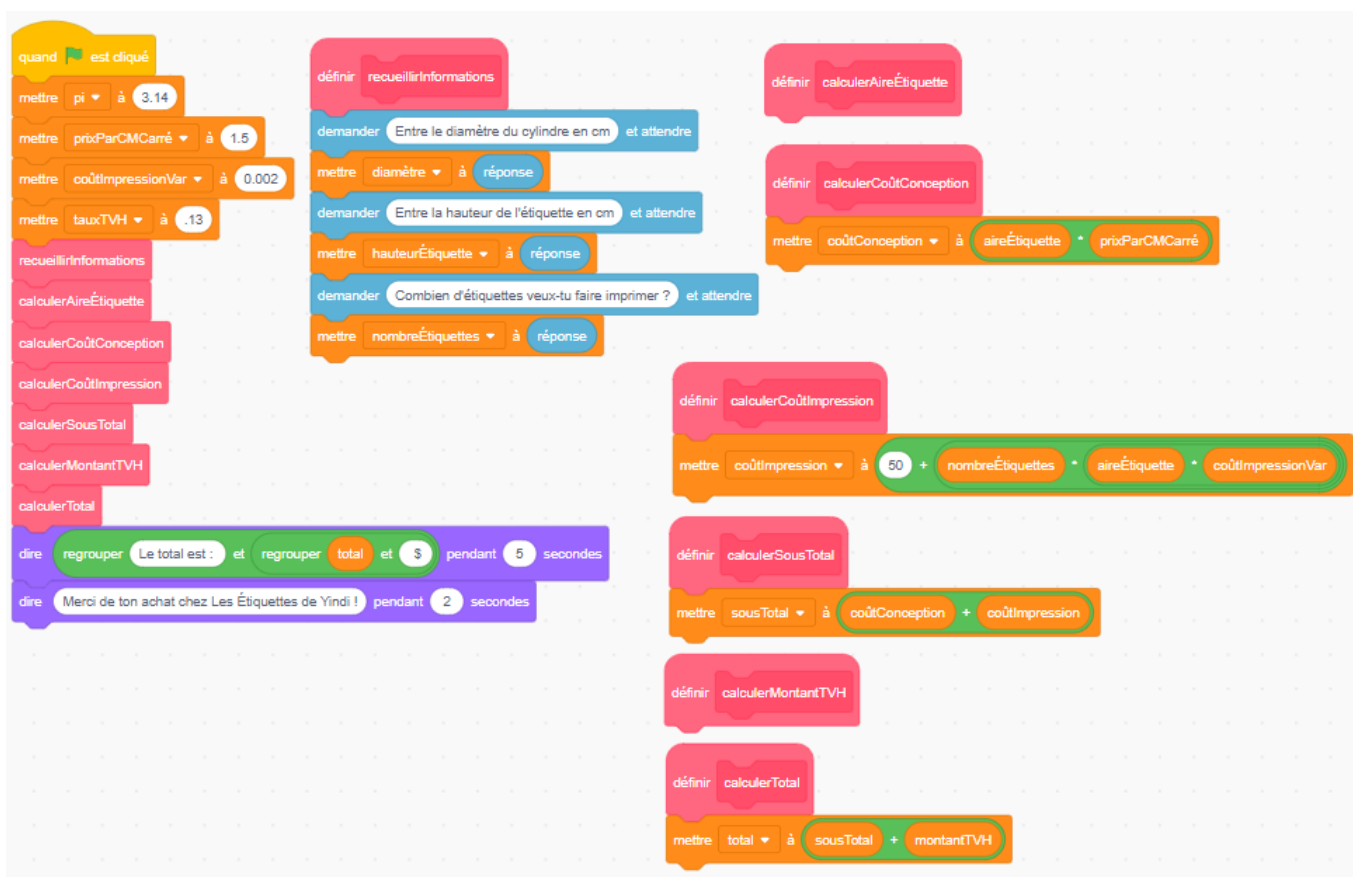 quand est cliqué
mettre pi à 3.14
mettre prixParCMCarré à 1.5
mettre coûtImpressionVar à 0.002
mettre tauxTVH à .13
recueillirInformations
calculerAireÉtiquette
calculerCoûtConception
calculerCoûtImpression
calculerSousTotal
calculerMontantTVH
calculerTotal
dire regrouper Le total est : et regrouper total et $ pendant 5 secondes
dire Merci de ton achat chez Les Étiquettes de Yindi ! pendant 2 secondes
définir recueillirInformations
demander Entre le diamètre du cylindre en cm et attendre
mettre diamètre à réponse
demander Entre la hauteur de l'étiquette en cm et attendre
mettre hauteurÉtiquette à réponse
demander Combien d'étiquettes veux-tu faire imprimer ? et attendre
mettre nombreÉtiquettes à réponse
définir calculerAireÉtiquette
définir calculerCoûtConception
mettre coûtConception à aireÉtiquette * prixParCMCarré
définir calculerCoûtImpression
mettre coûtImpression à 50 + nombreÉtiquettes * aireÉtiquette * coûtImpressionVar
définir calculerSousTotal
mettre sousTotal à coûtConception + coûtImpression
définir calculerMontantTVH
définir calculerTotal
mettre total à sousTotal + montantTVH